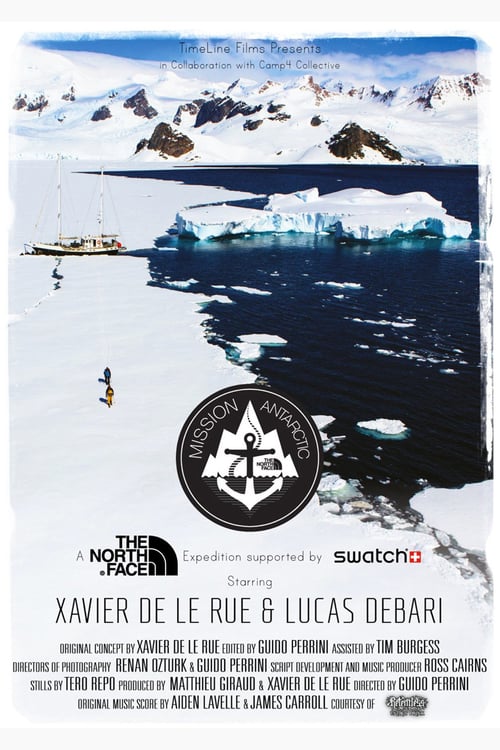 TimeLine Films Presents
in Collaboration with Camp4 Collective
MISSION ANTARCTIC
THE NORTH FACE
A THE NORTH FACE Expedition supported by swatch
Starring
XAVIER DE LE RUE & LUCAS DEBARI
ORIGINAL CONCEPT BY XAVIER DE LE RUE EDITED BY GUIDO PERRINI ASSISTED BY TIM BURGESS
DIRECTORS OF PHOTOGRAPHY RENAN OZTURK & GUIDO PERRINI SCRIPT DEVELOPMENT AND MUSIC PRODUCER ROSS CAIRNS
STILLS BY TERO REPO PRODUCED BY MATTHIEU GIRAUD & XAVIER DE LE RUE DIRECTED BY GUIDO PERRINI
ORIGINAL MUSIC SCORE BY AIDEN LAVELLE & JAMES CARROLL COURTESY OF